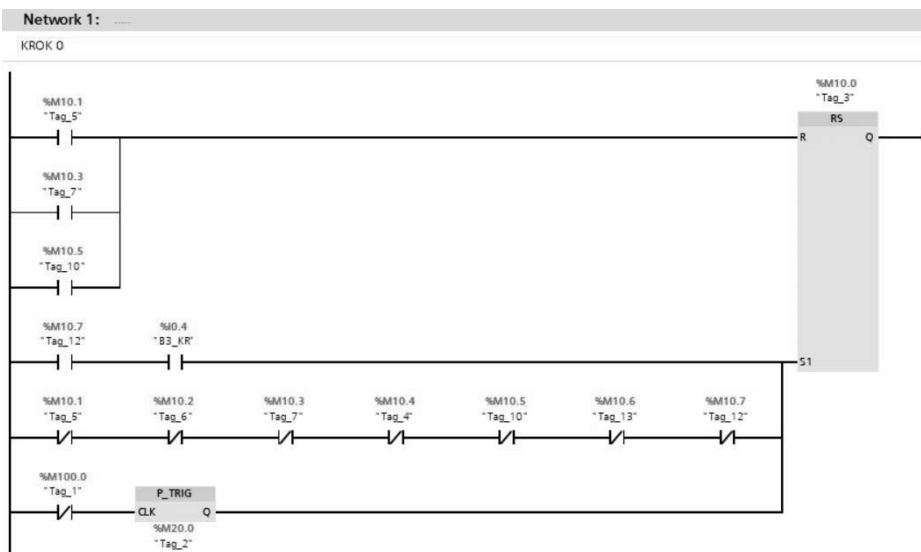 Network 1: .....
KROK 0
%M10.0
"Tag_3"
RS
R Q
S1
%M10.1
"Tag_5"
%M10.3
"Tag_7"
%M10.5
"Tag_10"
%M10.7 %I0.4
"Tag_12" "B3_KR"
%M10.1 %M10.2 %M10.3 %M10.4 %M10.5 %M10.6 %M10.7
"Tag_5" "Tag_6" "Tag_7" "Tag_4" "Tag_10" "Tag_13" "Tag_12"
%M100.0
"Tag_1"
P_TRIG
CLK Q
%M20.0
"Tag_2"